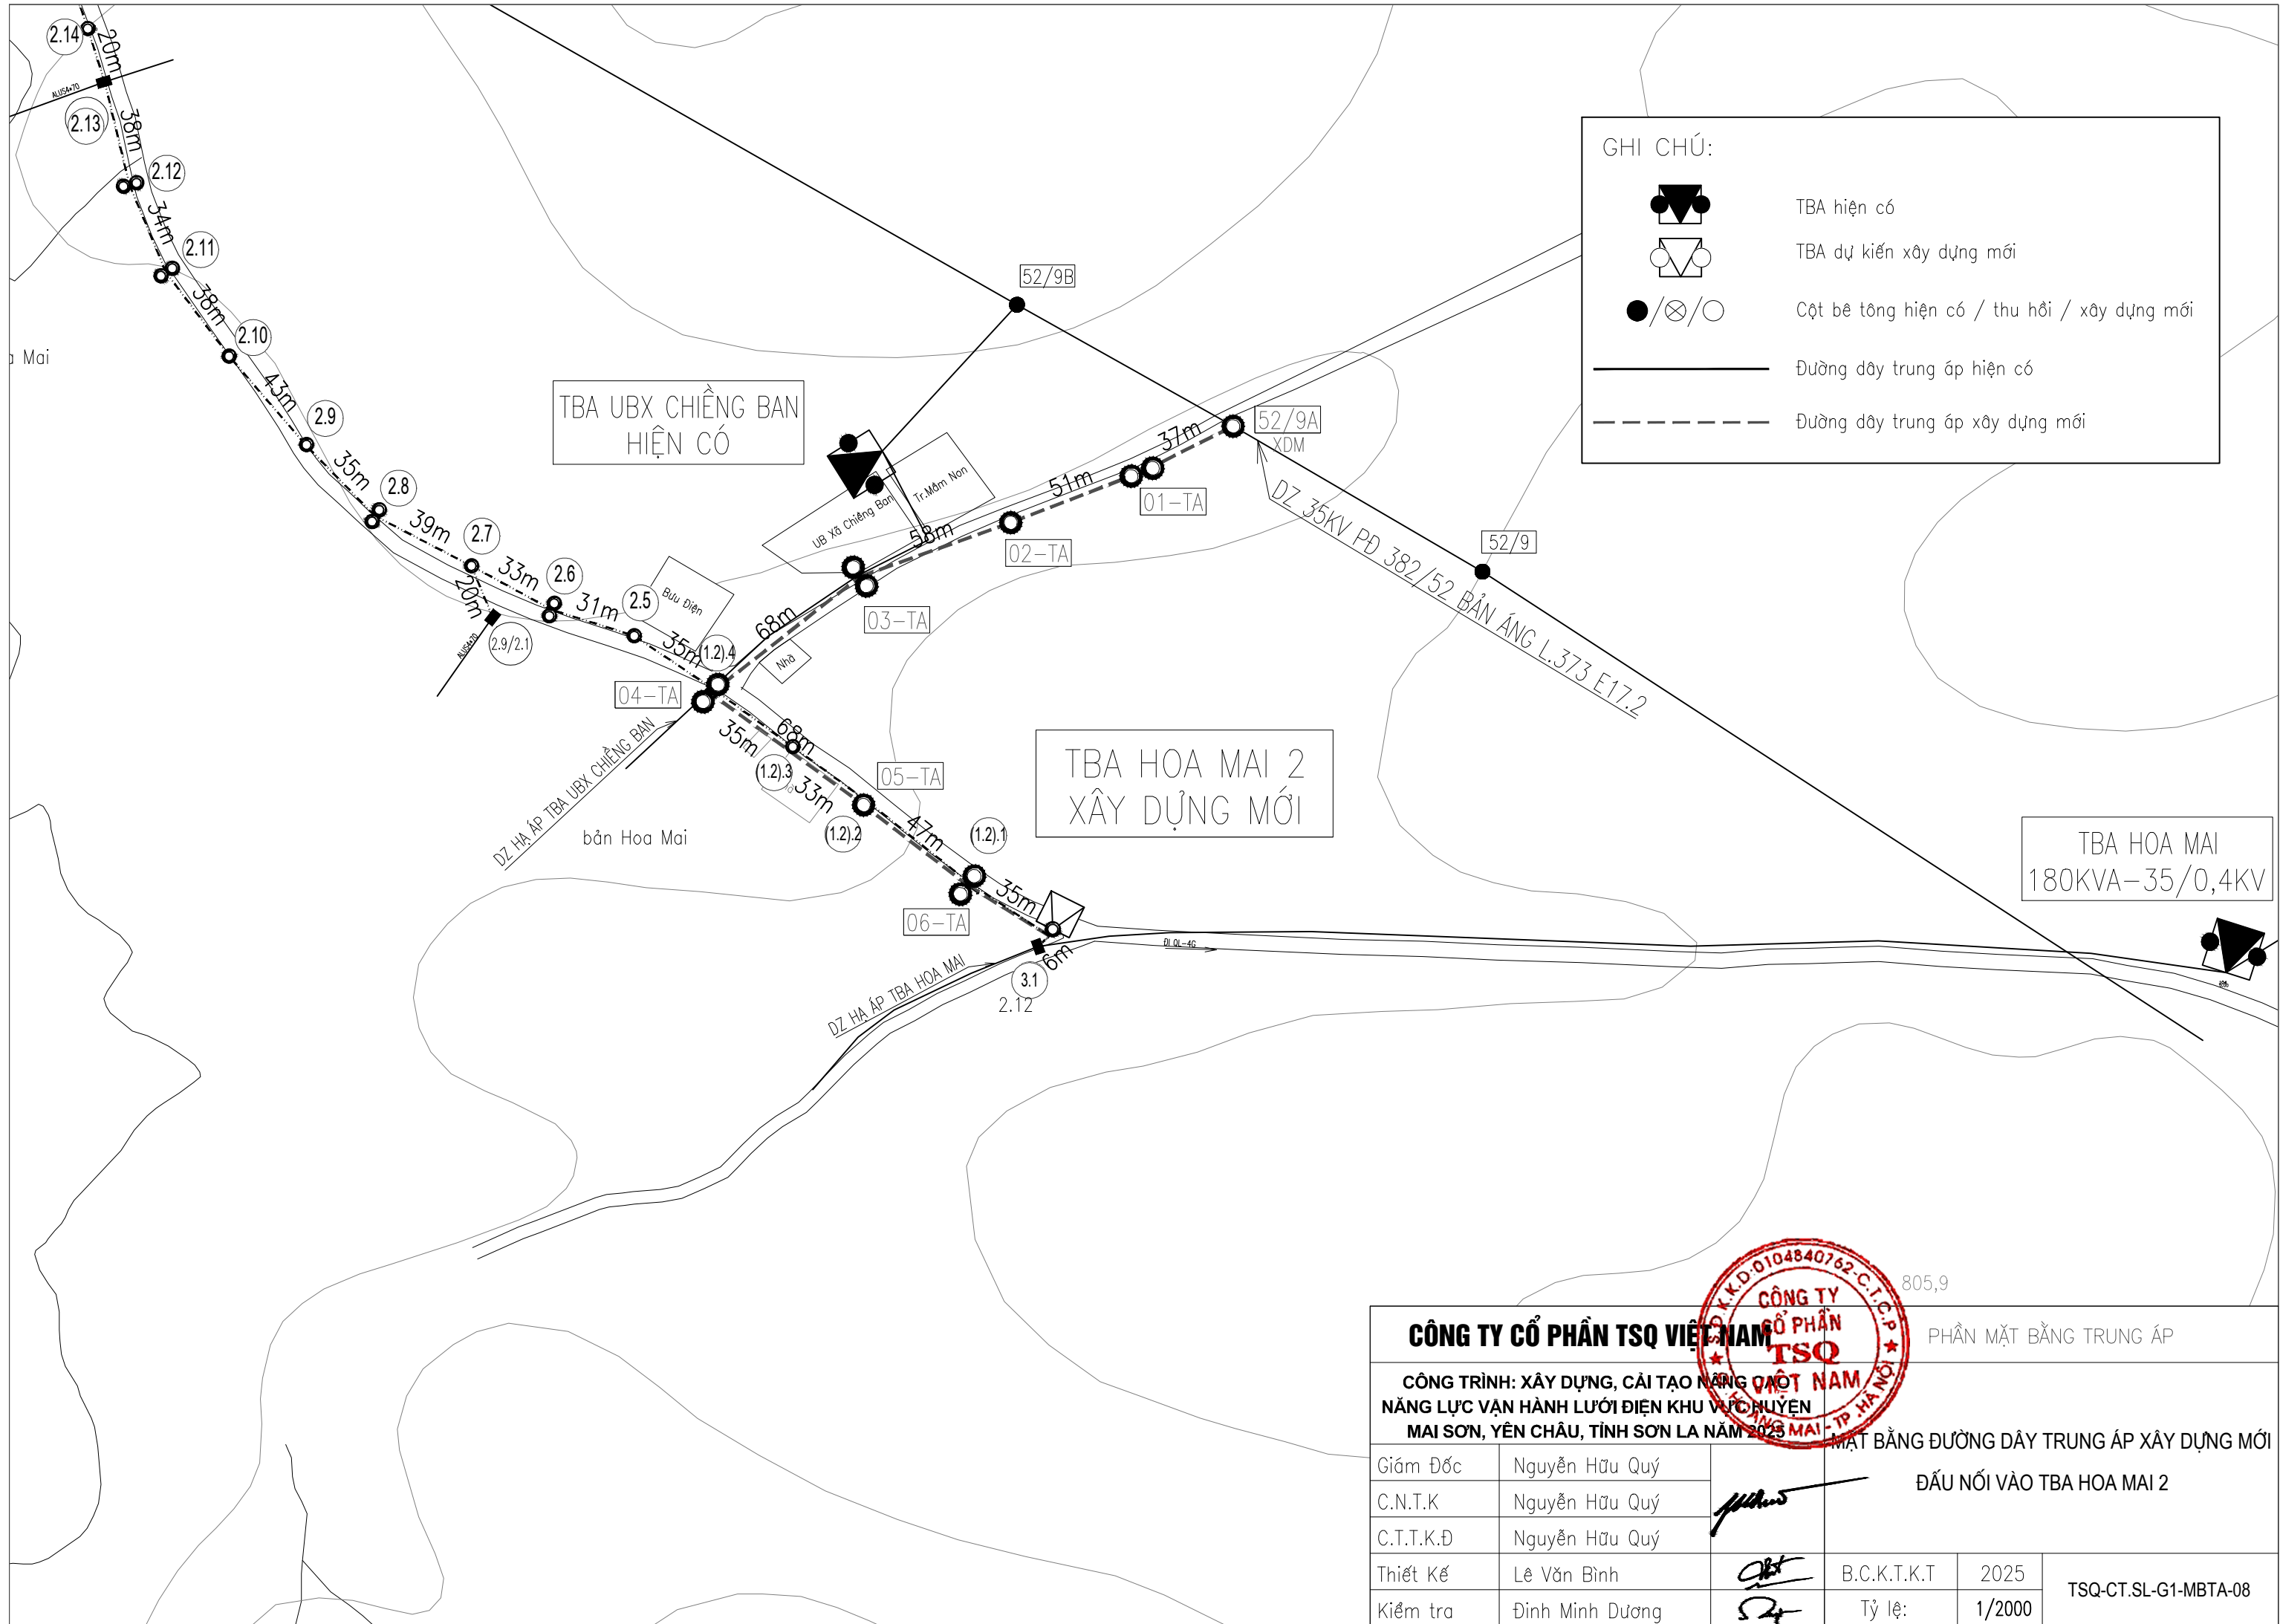 2.14
20m
ALUS4*70
2.13
38m
2.12
34m
2.11
38m
2.10
43m
2.9
35m
2.8
39m
2.7
33m
2.6
31m
2.5
35m
20m
2.9/2.1
ALUS4*70
GHI CHÚ:
TBA hiện có
TBA dự kiến xây dựng mới
Cột bê tông hiện có / thu hồi / xây dựng mới
Đường dây trung áp hiện có
Đường dây trung áp xây dựng mới
52/9B
TBA UBX CHIỀNG BAN
HIỆN CÓ
Tr.Mầm Non
UB Xã Chiềng Ban
Bưu Điện
Nhà
52/9A
XDM
37m
01-TA
51m
02-TA
58m
03-TA
68m
(1.2).4
04-TA
52/9
DZ 35KV PĐ 382/52 BẢN ÁNG L.373 E17.2
DZ HẠ ÁP TBA UBX CHIỀNG BAN
bản Hoa Mai
68m
35m
(1.2).3
33m
05-TA
(1.2).2
47m
(1.2).1
06-TA
35m
6m
3.1
2.12
DZ HẠ ÁP TBA HOA MAI
ĐI QL-4G
TBA HOA MAI 2
XÂY DỰNG MỚI
TBA HOA MAI
180KVA-35/0,4KV
805,9
CÔNG TY CỔ PHẦN TSQ VIỆT NAM
PHẦN MẶT BẰNG TRUNG ÁP
CÔNG TRÌNH: XÂY DỰNG, CẢI TẠO NÂNG CAO
NĂNG LỰC VẬN HÀNH LƯỚI ĐIỆN KHU VỰC HUYỆN
MAI SƠN, YÊN CHÂU, TỈNH SƠN LA NĂM 2025
S.D.K.K.D:0104840762-C.T.C.P
CÔNG TY
CỔ PHẦN
TSQ
VIỆT NAM
HOÀNG MAI - TP. HÀ NỘI
MẶT BẰNG ĐƯỜNG DÂY TRUNG ÁP XÂY DỰNG MỚI
ĐẤU NỐI VÀO TBA HOA MAI 2
Giám Đốc Nguyễn Hữu Quý
C.N.T.K Nguyễn Hữu Quý
C.T.T.K.Đ Nguyễn Hữu Quý
Thiết Kế Lê Văn Bình
B.C.K.T.K.T 2025
TSQ-CT.SL-G1-MBTA-08
Kiểm tra Đinh Minh Dương
Tỷ lệ: 1/2000